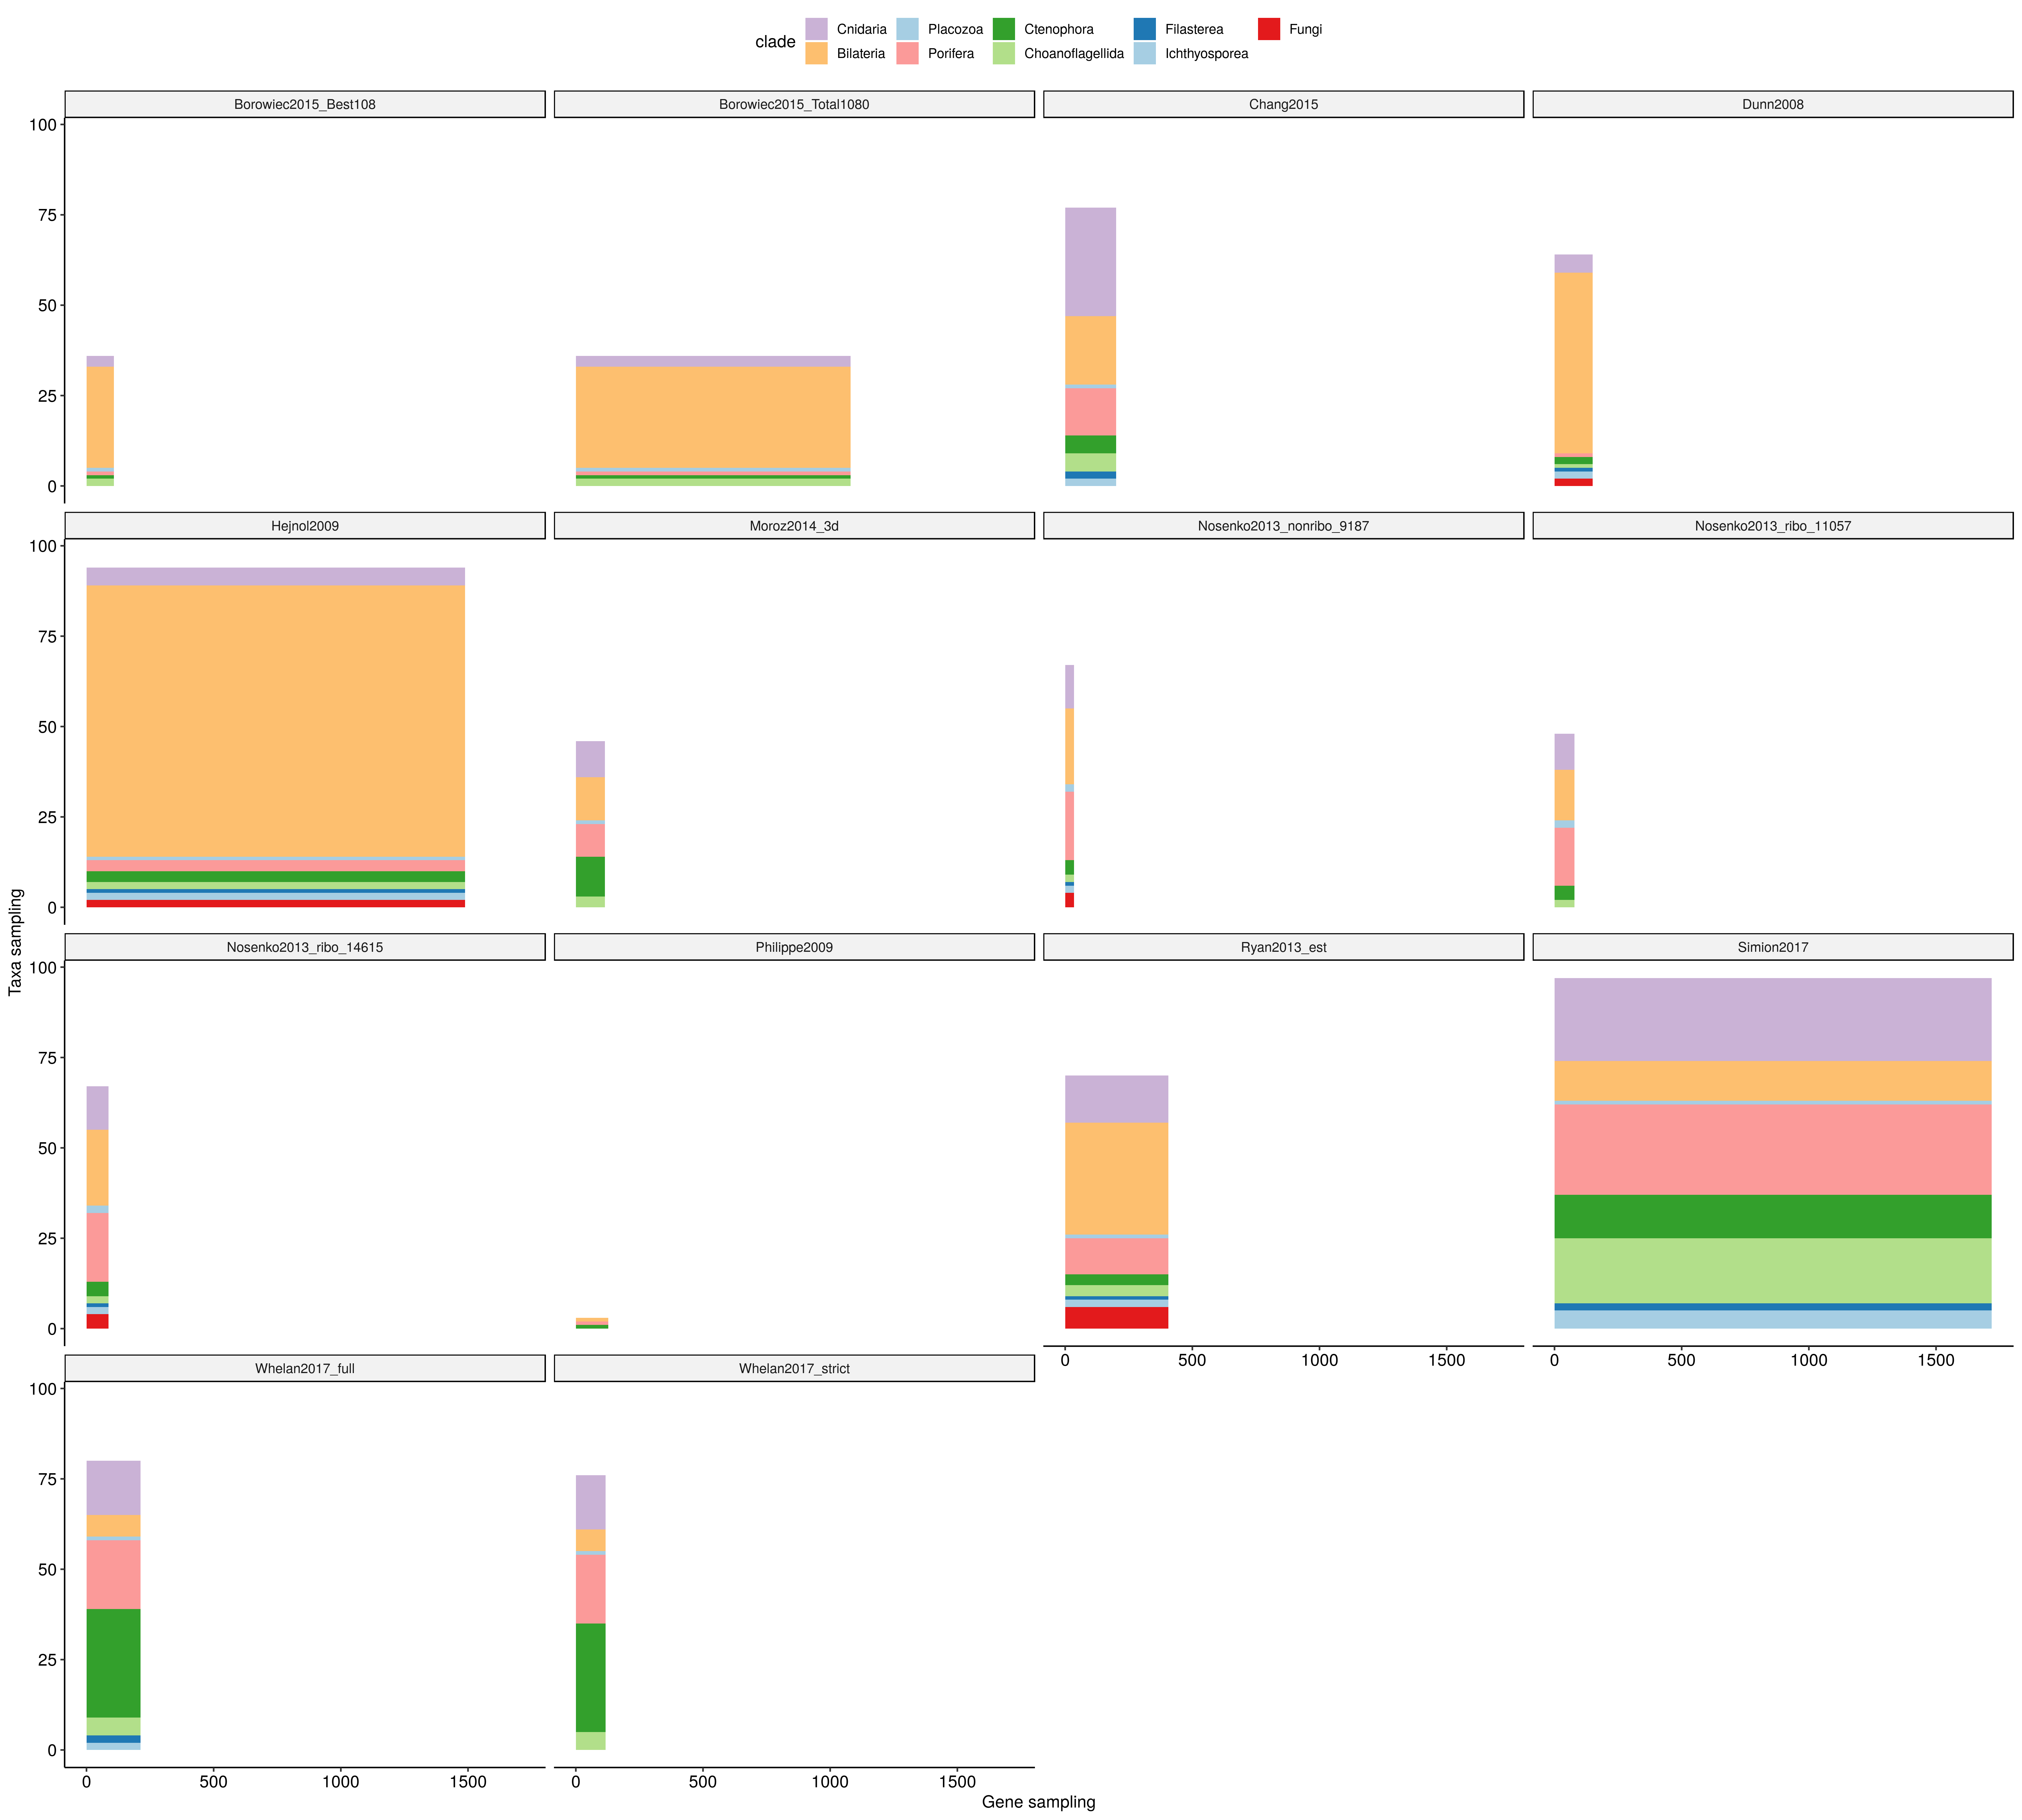 clade
Cnidaria Placozoa Ctenophora Filasterea Fungi
Bilateria Porifera Choanoflagellida Ichthyosporea
Borowiec2015_Best108 Borowiec2015_Total1080 Chang2015 Dunn2008
100
75
50
25
0
Hejnol2009 Moroz2014_3d Nosenko2013_nonribo_9187 Nosenko2013_ribo_11057
100
75
50
25
0
Taxa sampling
Nosenko2013_ribo_14615 Philippe2009 Ryan2013_est Simion2017
100
75
50
25
0
0 500 1000 1500 0 500 1000 1500
Whelan2017_full Whelan2017_strict
100
75
50
25
0
0 500 1000 1500 0 500 1000 1500
Gene sampling